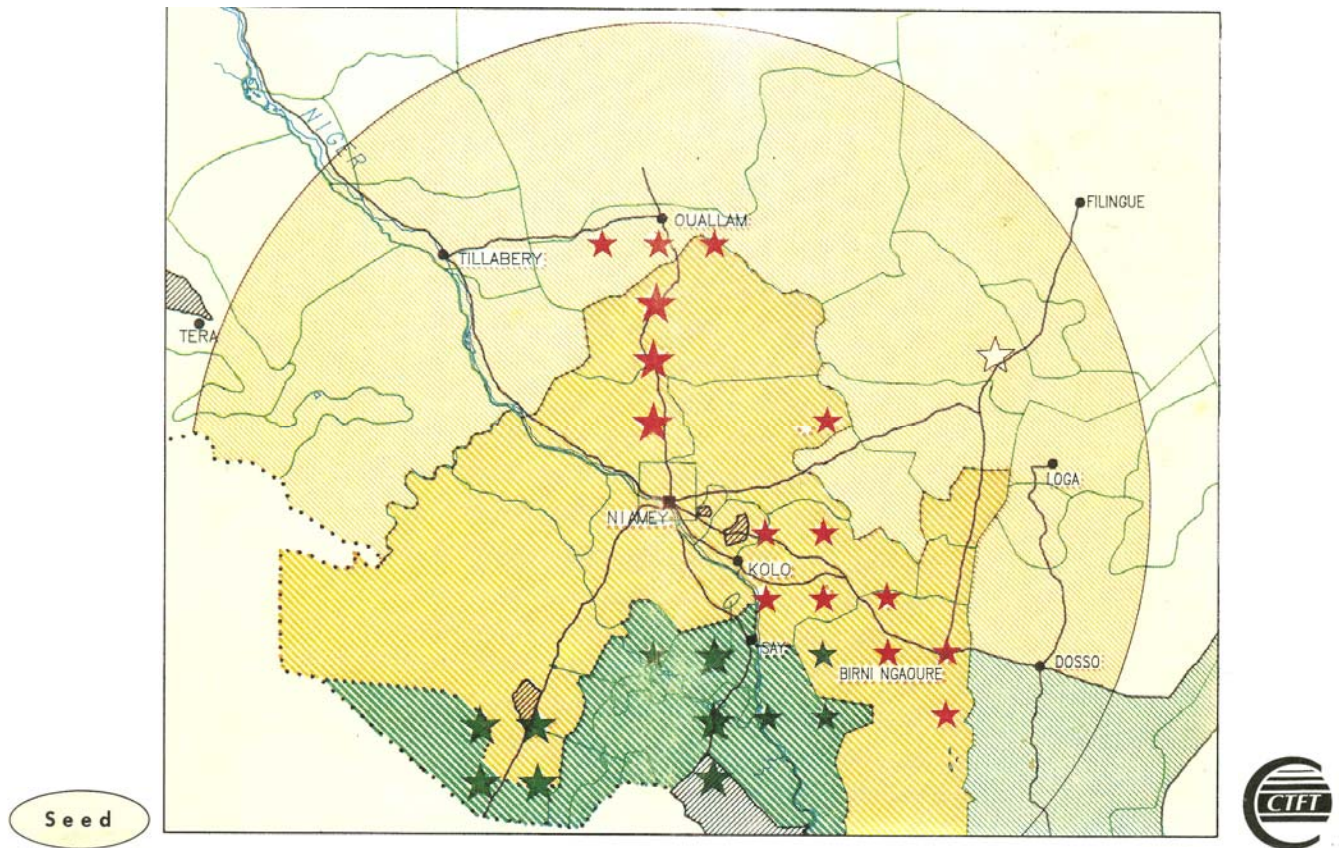 NIGER
FILINGUE
OUALLAM
TILLABERY
TERA
LOGA
NIAMEY
KOLO
SAY
BIRNI NGAOURE
DOSSO
Seed
CTFT